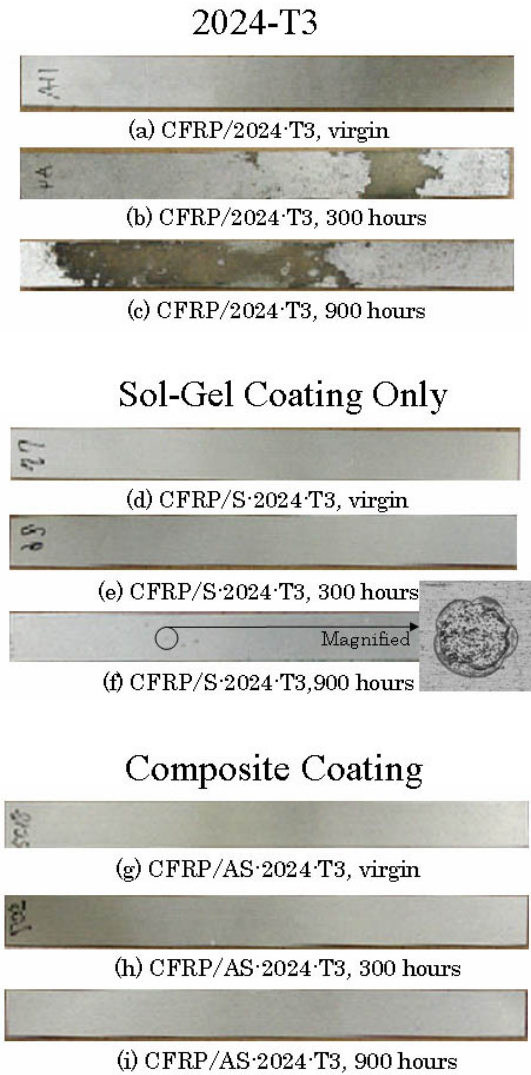 2024-T3
(a) CFRP/2024·T3, virgin
(b) CFRP/2024·T3, 300 hours
(c) CFRP/2024·T3, 900 hours
Sol-Gel Coating Only
27
(d) CFRP/S·2024·T3, virgin
(e) CFRP/S·2024·T3, 300 hours
Magnified
(f) CFRP/S·2024·T3,900 hours
Composite Coating
(g) CFRP/AS·2024·T3, virgin
(h) CFRP/AS·2024·T3, 300 hours
(i) CFRP/AS·2024·T3, 900 hours